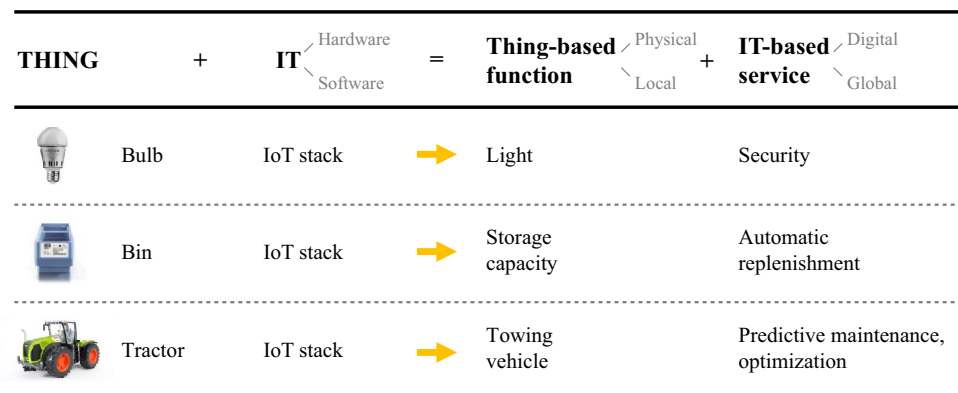 Hardware
Physical
Digital
THING + IT = Thing-based function + IT-based service
Software
Local
Global
Bulb IoT stack Light Security
Bin IoT stack Storage capacity Automatic replenishment
Tractor IoT stack Towing vehicle Predictive maintenance, optimization